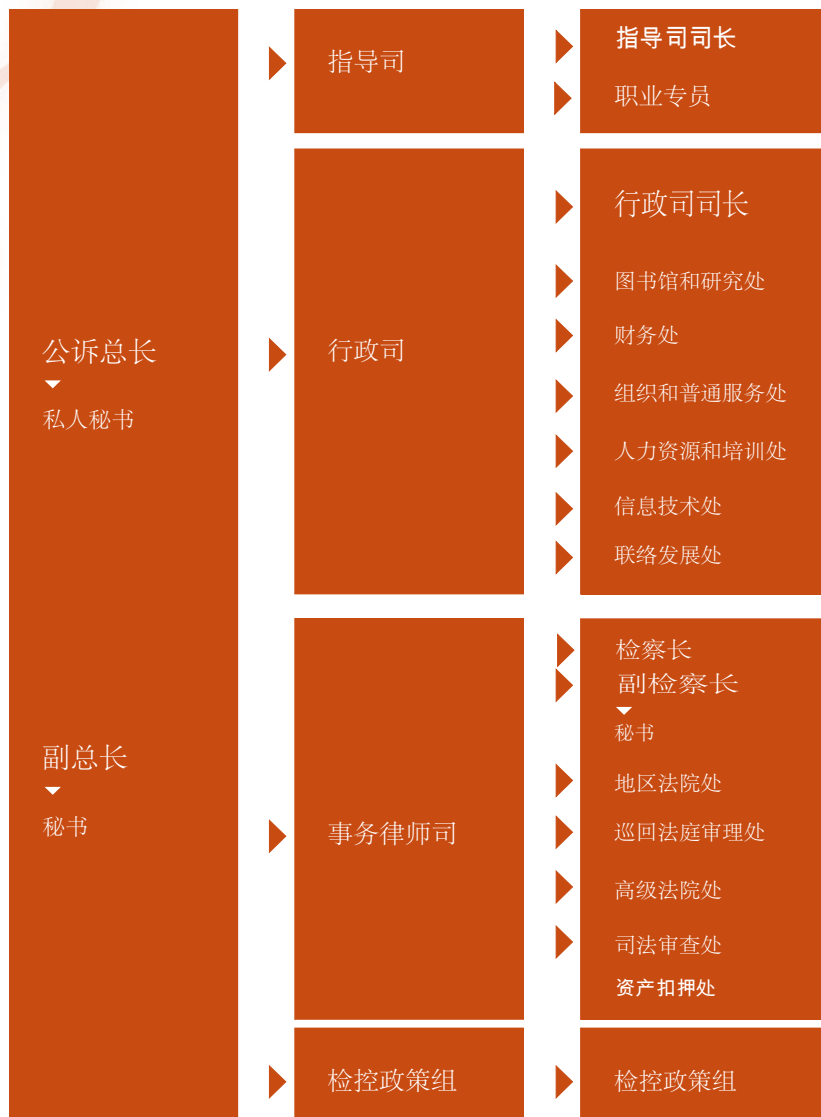 公诉总长
私人秘书
副总长
秘书
指导司
指导司司长
职业专员
行政司
行政司司长
图书馆和研究处
财务处
组织和普通服务处
人力资源和培训处
信息技术处
联络发展处
事务律师司
检察长
副检察长
秘书
地区法院处
巡回法庭审理处
高级法院处
司法审查处
资产扣押处
检控政策组
检控政策组